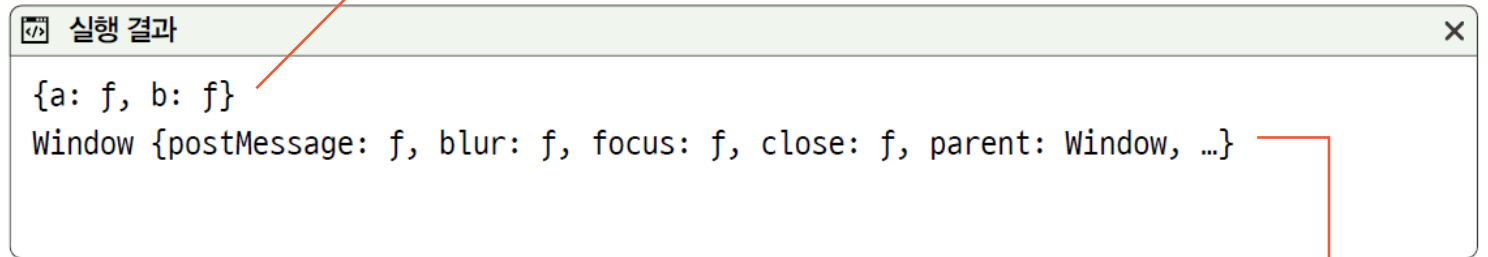 실행 결과
{a: ƒ, b: ƒ}
Window {postMessage: ƒ, blur: ƒ, focus: ƒ, close: ƒ, parent: Window, …}